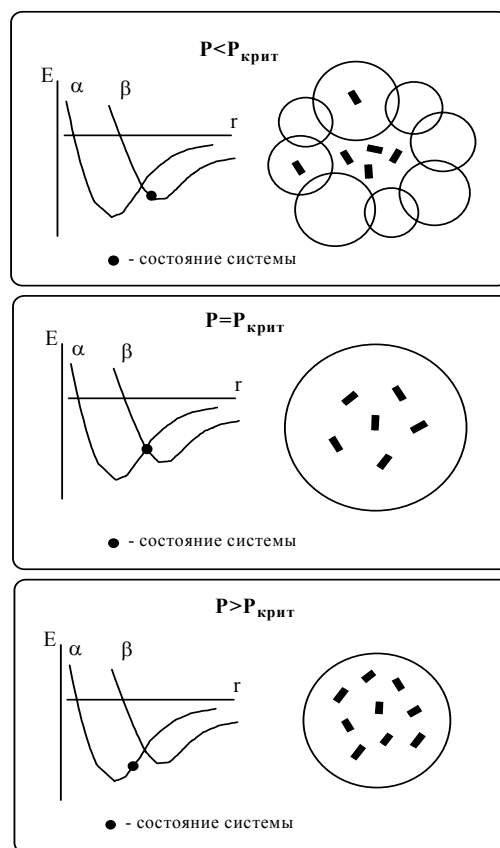 P<Pкрит
E
α
β
r
● - состояние системы
P=Pкрит
E
α
β
r
● - состояние системы
P>Pкрит
E
α
β
r
● - состояние системы